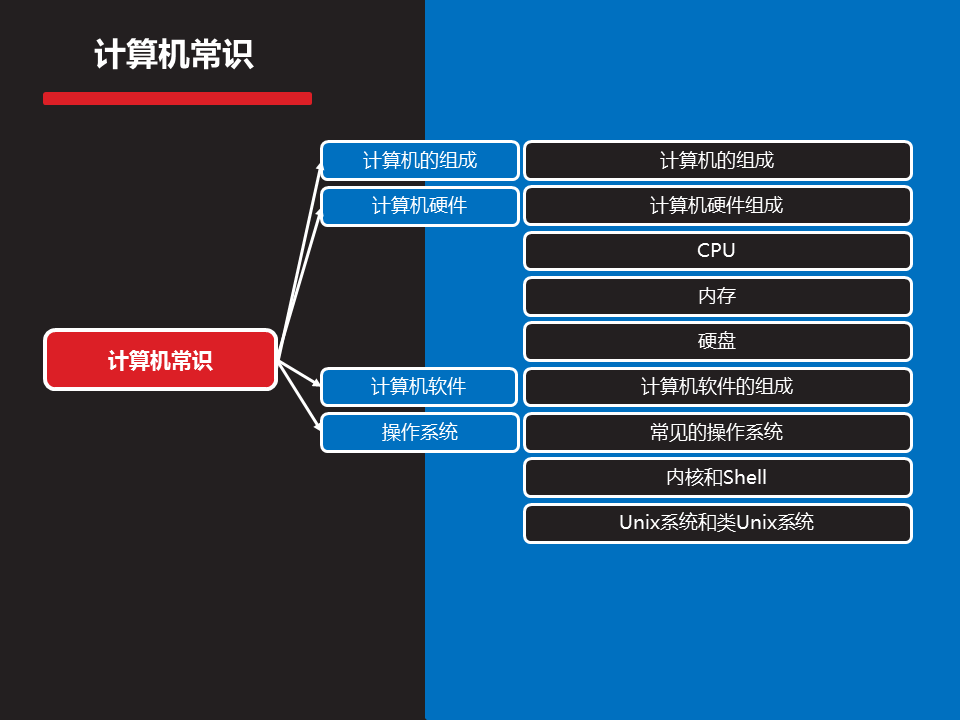 计算机常识
计算机的组成
计算机的组成
计算机硬件
计算机硬件组成
CPU
内存
硬盘
计算机常识
计算机软件
计算机软件的组成
操作系统
常见的操作系统
内核和Shell
Unix系统和类Unix系统